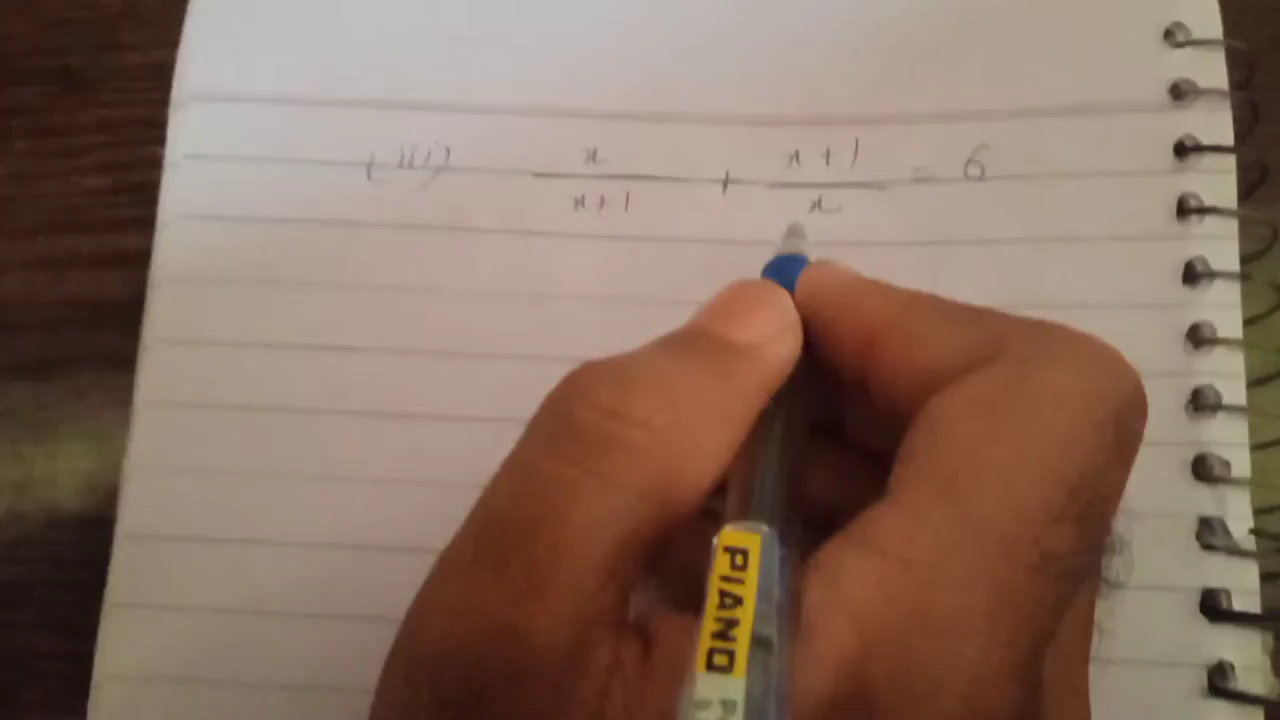 (iii) x/x+1 + x+1/x = 6
PIANO